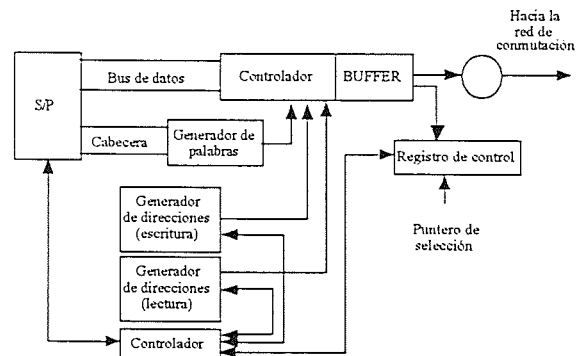 Hacia la
red de
conmutación
Bus de datos
Controlador
BUFFER
S/P
Cabecera
Generador de
palabras
Registro de control
Generador
de direcciones
(escritura)
Puntero de
selección
Generador
de direcciones
(lectura)
Controlador